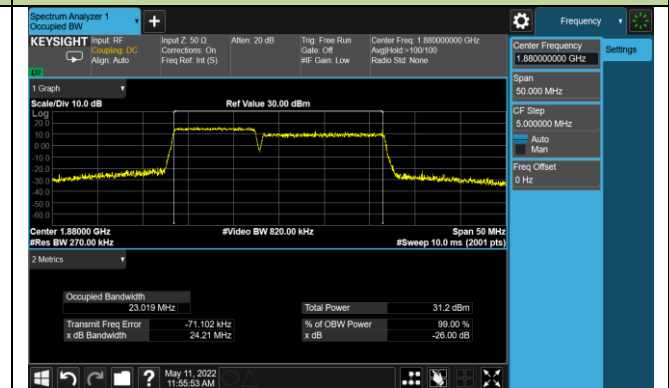 Spectrum Analyzer 1
Occupied BW
+
Frequency
KEYSIGHT
Input: RF
Coupling: DC
Align: Auto
Input Z: 50 Ω
Corrections: On
Freq Ref: Int (S)
Atten: 20 dB
Trig: Free Run
Gate: Off
#IF Gain: Low
Center Freq: 1.880000000 GHz
Avg|Hold:>100/100
Radio Std: None
LVI
Center Frequency
1.880000000 GHz
Settings
Span
50.000 MHz
CF Step
5.000000 MHz
Auto
Man
Freq Offset
0 Hz
1 Graph
Scale/Div 10.0 dB
Ref Value 30.00 dBm
Log
20.0
10.0
0.00
-10.0
-20.0
-30.0
-40.0
-50.0
-60.0
Center 1.88000 GHz
#Video BW 820.00 kHz
Span 50 MHz
#Res BW 270.00 kHz
#Sweep 10.0 ms (2001 pts)
2 Metrics
Occupied Bandwidth
23.019 MHz
Total Power
31.2 dBm
Transmit Freq Error
-71.102 kHz
% of OBW Power
99.00 %
x dB Bandwidth
24.21 MHz
x dB
-26.00 dB
?
May 11, 2022
11:55:53 AM